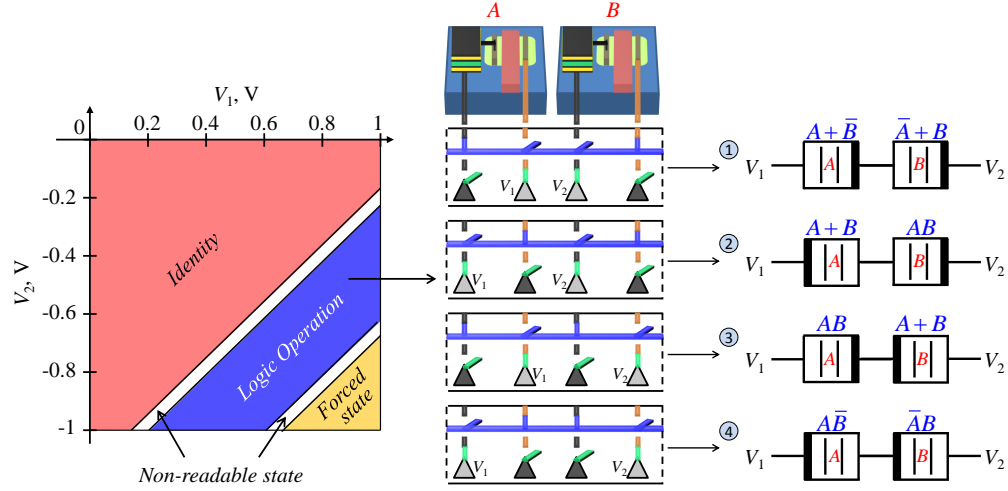 A B
V₁, V
0 0.2 0.4 0.6 0.8 1
-0.2
-0.4
-0.6
-0.8
-1
V₂, V
Identity
Logic Operation
Forced
state
Non-readable state
V₁ V₂
1
V₁ A + B̅ A̅ + B V₂
A B
V₁ V₂
2
V₁ A + B AB V₂
A B
V₁ V₂
3
V₁ AB A + B V₂
A B
V₁ V₂
4
V₁ AB̅ A̅B V₂
A B